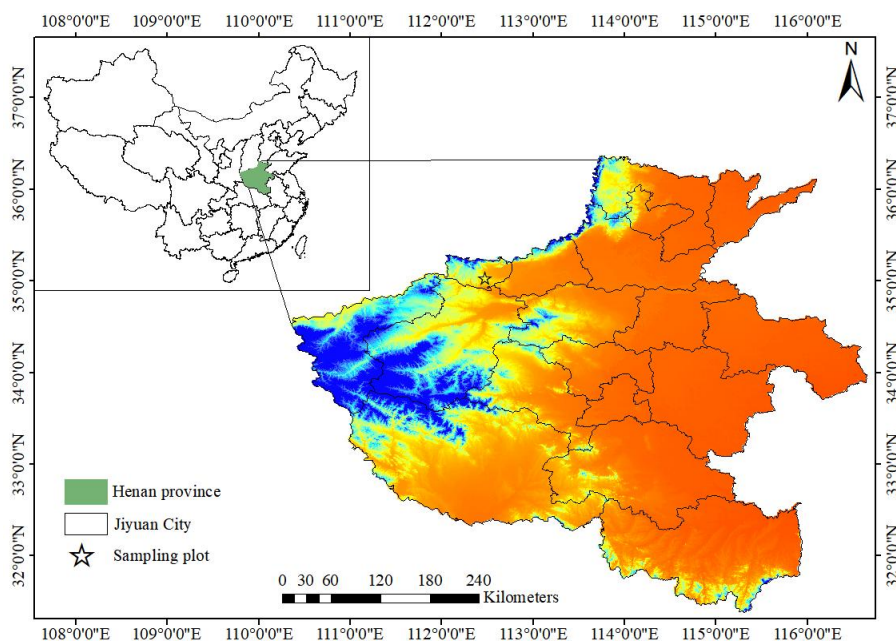 108°0'0"E 109°0'0"E 110°0'0"E 111°0'0"E 112°0'0"E 113°0'0"E 114°0'0"E 115°0'0"E 116°0'0"E
N
37°0'0"N 37°0'0"N
36°0'0"N 36°0'0"N
35°0'0"N 35°0'0"N
34°0'0"N 34°0'0"N
33°0'0"N 33°0'0"N
Henan province
Jiyuan City
Sampling plot
32°0'0"N 32°0'0"N
0 30 60 120 180 240
Kilometers
108°0'0"E 109°0'0"E 110°0'0"E 111°0'0"E 112°0'0"E 113°0'0"E 114°0'0"E 115°0'0"E 116°0'0"E